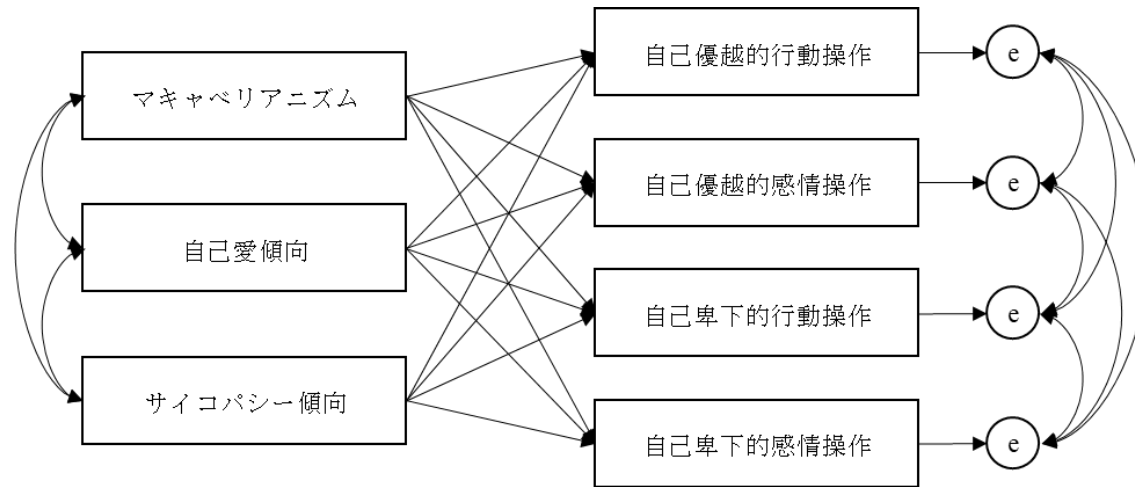 マキャベリアニズム
自己愛傾向
サイコパシー傾向
自己優越的行動操作
自己優越的感情操作
自己卑下的行動操作
自己卑下的感情操作
e
e
e
e